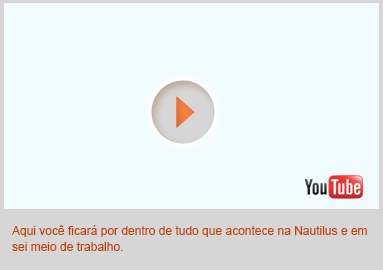 YouTube
Aqui você ficará por dentro de tudo que acontece na Nautilus e em
sei meio de trabalho.